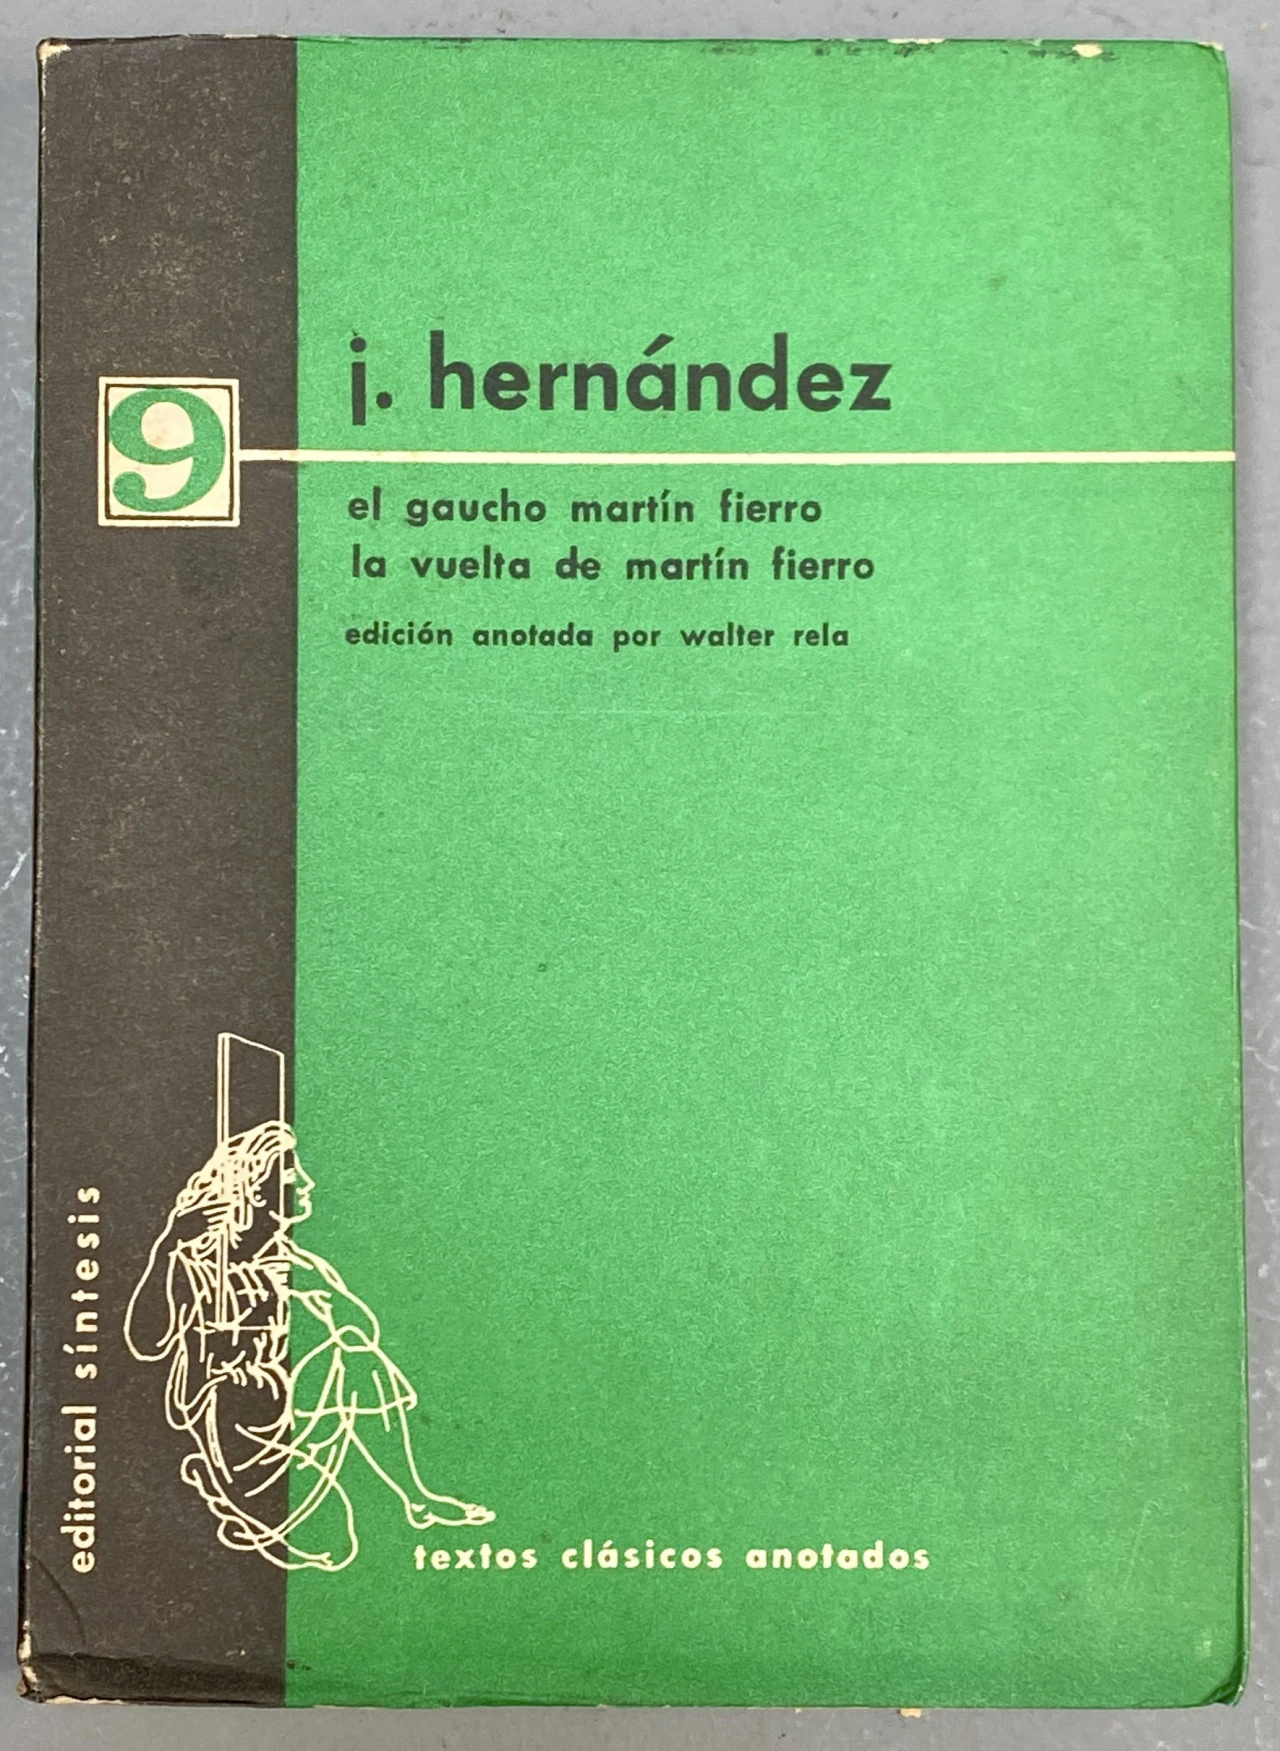 j. hernández
9
el gaucho martín fierro
la vuelta de martín fierro
edición anotada por walter rela
editorial síntesis
textos clásicos anotados